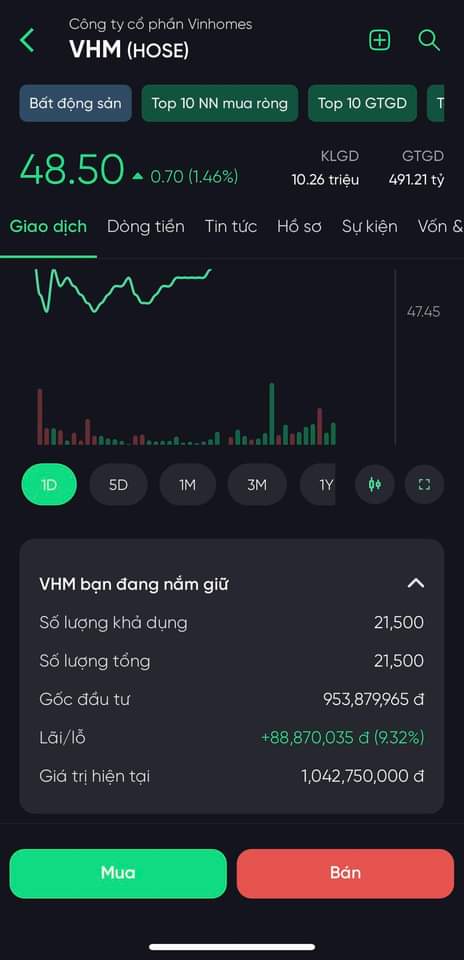 Công ty cổ phần Vinhomes
VHM (HOSE)
Bất động sản Top 10 NN mua ròng Top 10 GTGD T
48.50 0.70 (1.46%)
KLGD GTGD
10.26 triệu 491.21 tỷ
Giao dịch Dòng tiền Tin tức Hồ sơ Sự kiện Vốn &
47.45
1D 5D 1M 3M 1Y
VHM bạn đang nắm giữ
Số lượng khả dụng 21,500
Số lượng tổng 21,500
Gốc đầu tư 953,879,965 đ
Lãi/lỗ +88,870,035 đ (9.32%)
Giá trị hiện tại 1,042,750,000 đ
Mua Bán